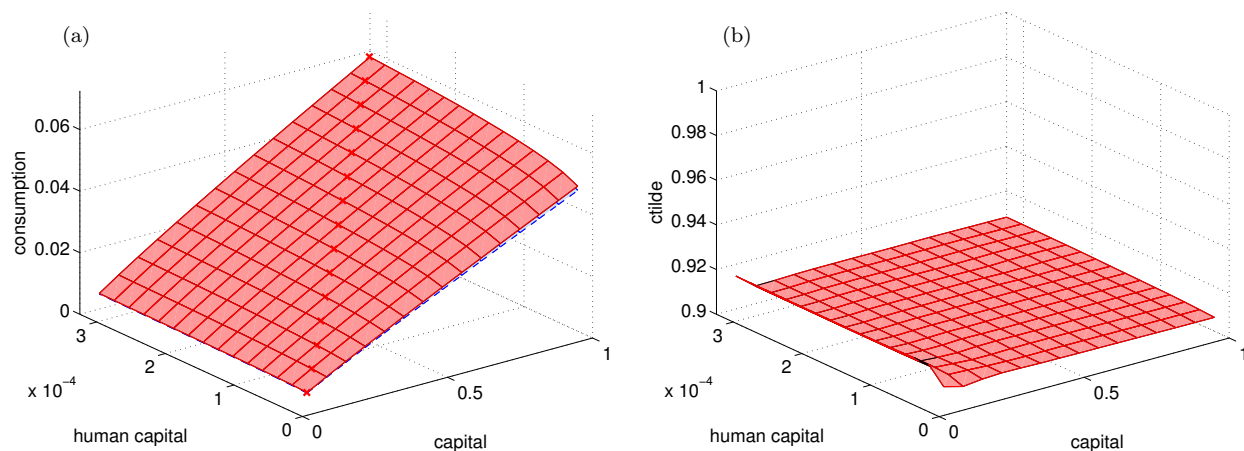 (a)
consumption
0.06
0.04
0.02
0
3
2
1
0
x 10⁻⁴
human capital
0
0.5
1
capital
(b)
ctilde
1
0.98
0.96
0.94
0.92
0.9
3
2
1
0
x 10⁻⁴
human capital
0
0.5
1
capital